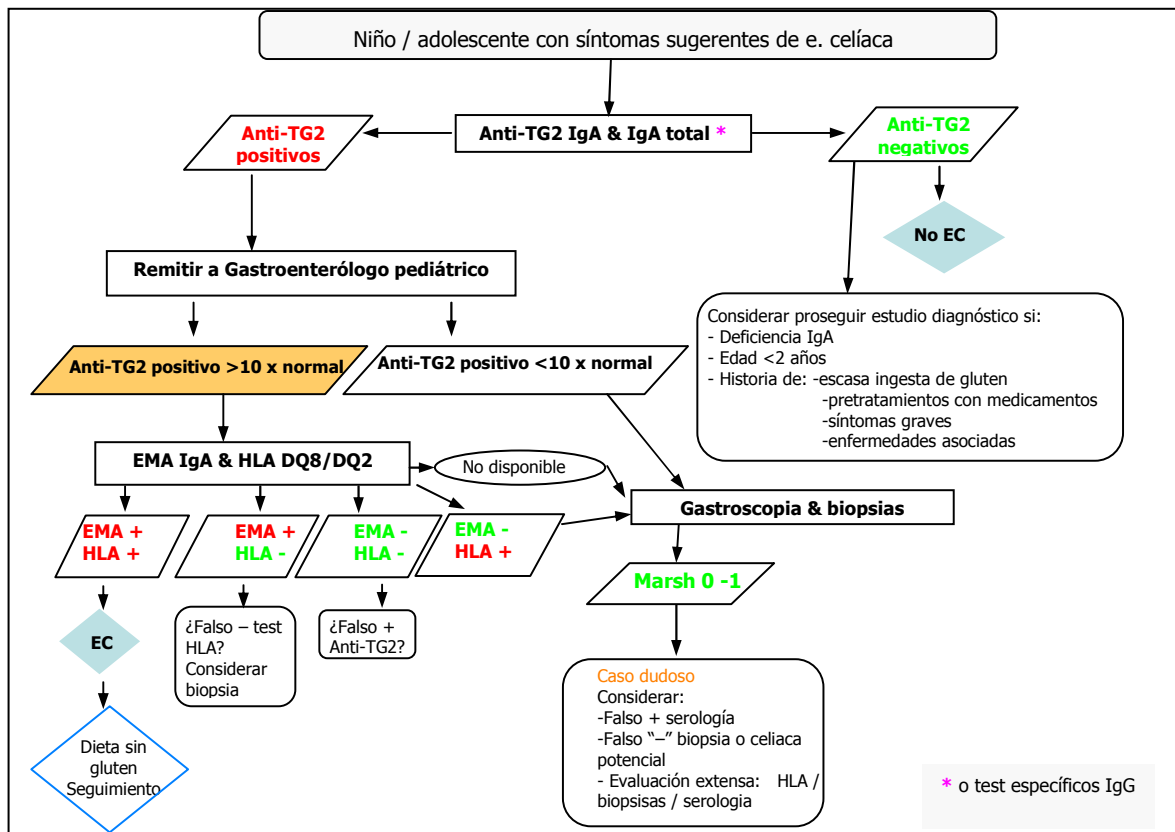 Niño / adolescente con síntomas sugerentes de e. celíaca
Anti-TG2
positivos
Anti-TG2 IgA & IgA total *
Anti-TG2
negativos
No EC
Remitir a Gastroenterólogo pediátrico
Considerar proseguir estudio diagnóstico si:
- Deficiencia IgA
- Edad <2 años
- Historia de: -escasa ingesta de gluten
-pretratamientos con medicamentos
-síntomas graves
-enfermedades asociadas
Anti-TG2 positivo >10 x normal
Anti-TG2 positivo <10 x normal
EMA IgA & HLA DQ8/DQ2
No disponible
Gastroscopia & biopsias
EMA +
HLA +
EMA +
HLA -
EMA -
HLA -
EMA -
HLA +
Marsh 0 -1
EC
¿Falso – test
HLA?
Considerar
biopsia
¿Falso +
Anti-TG2?
Caso dudoso
Considerar:
-Falso + serología
-Falso “–” biopsia o celiaca
potencial
- Evaluación extensa: HLA /
biopsisas / serologia
Dieta sin
gluten
Seguimiento
* o test específicos IgG